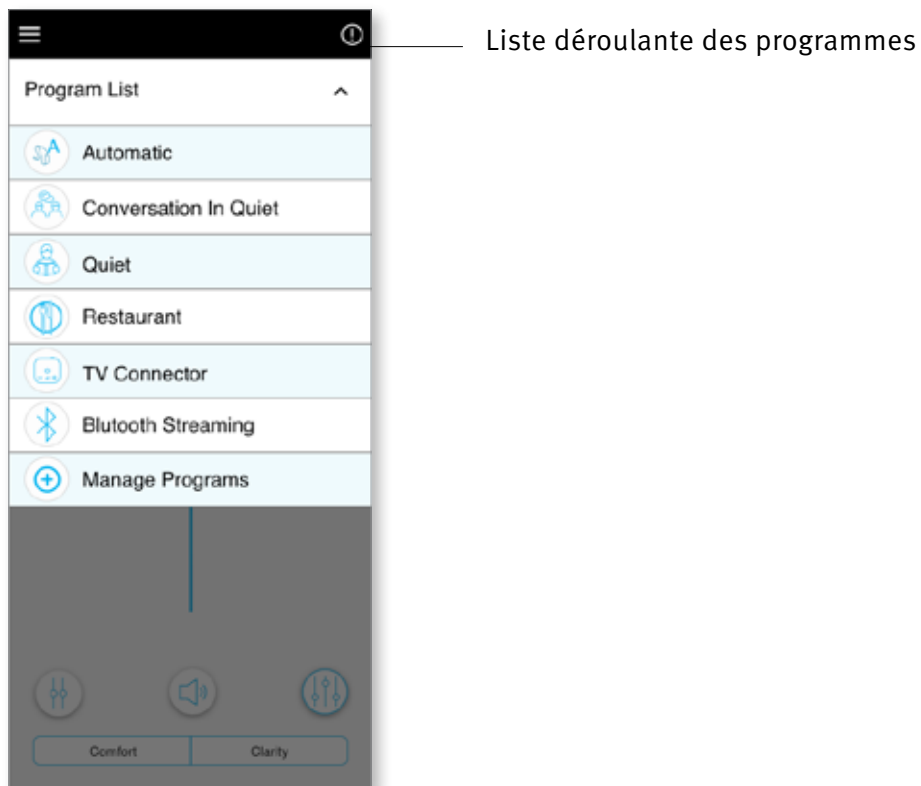 Liste déroulante des programmes
Program List
Automatic
Conversation In Quiet
Quiet
Restaurant
TV Connector
Blutooth Streaming
Manage Programs
Comfort Clarity